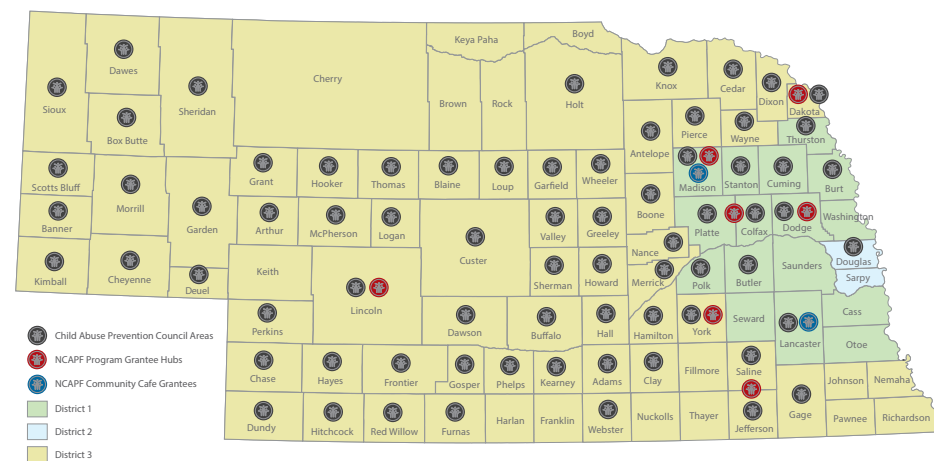 Keya Paha
Boyd
Dawes
Cherry
Knox
Cedar
Sioux
Sheridan
Brown
Rock
Holt
Dixon
Dakota
Box Butte
Pierce
Wayne
Thurston
Antelope
Scotts Bluff
Grant
Hooker
Thomas
Blaine
Loup
Garfield
Wheeler
Madison
Stanton
Cuming
Burt
Morrill
Banner
Garden
Arthur
McPherson
Logan
Valley
Greeley
Boone
Platte
Colfax
Dodge
Washington
Custer
Nance
Kimball
Cheyenne
Deuel
Keith
Lincoln
Sherman
Howard
Merrick
Polk
Butler
Saunders
Douglas
Sarpy
Perkins
Dawson
Buffalo
Hall
Hamilton
York
Seward
Lancaster
Cass
Otoe
Chase
Hayes
Frontier
Gosper
Phelps
Kearney
Adams
Clay
Fillmore
Saline
Johnson
Nemaha
Dundy
Hitchcock
Red Willow
Furnas
Harlan
Franklin
Webster
Nuckolls
Thayer
Jefferson
Gage
Pawnee
Richardson
Child Abuse Prevention Council Areas
NCAPF Program Grantee Hubs
NCAPF Community Cafe Grantees
District 1
District 2
District 3